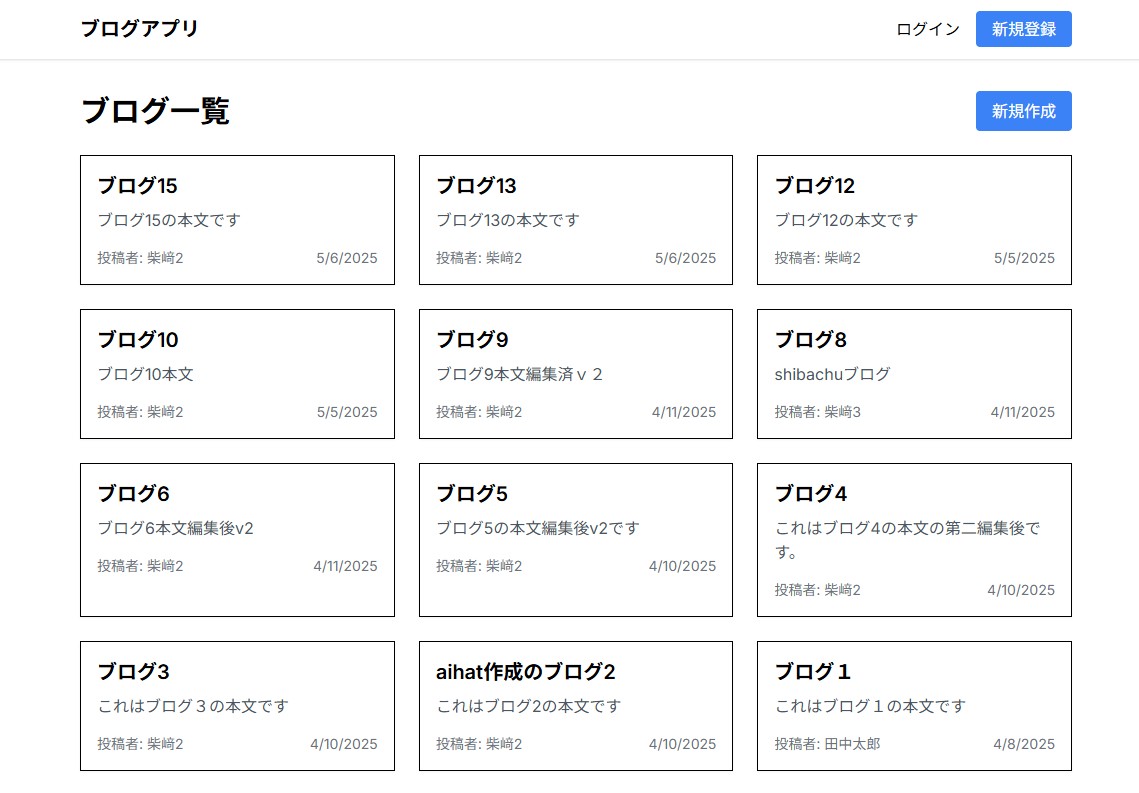 ブログアプリ
ログイン
新規登録
ブログ一覧
新規作成
ブログ15
ブログ15の本文です
投稿者: 柴﨑2
5/6/2025
ブログ13
ブログ13の本文です
投稿者: 柴﨑2
5/6/2025
ブログ12
ブログ12の本文です
投稿者: 柴﨑2
5/5/2025
ブログ10
ブログ10本文
投稿者: 柴﨑2
5/5/2025
ブログ9
ブログ9本文編集済ｖ２
投稿者: 柴﨑2
4/11/2025
ブログ8
shibachuブログ
投稿者: 柴﨑3
4/11/2025
ブログ6
ブログ6本文編集後v2
投稿者: 柴﨑2
4/11/2025
ブログ5
ブログ5の本文編集後v2です
投稿者: 柴﨑2
4/10/2025
ブログ4
これはブログ4の本文の第二編集後で
す。
投稿者: 柴﨑2
4/10/2025
ブログ3
これはブログ３の本文です
投稿者: 柴﨑2
4/10/2025
aihat作成のブログ2
これはブログ2の本文です
投稿者: 柴﨑2
4/10/2025
ブログ１
これはブログ１の本文です
投稿者: 田中太郎
4/8/2025